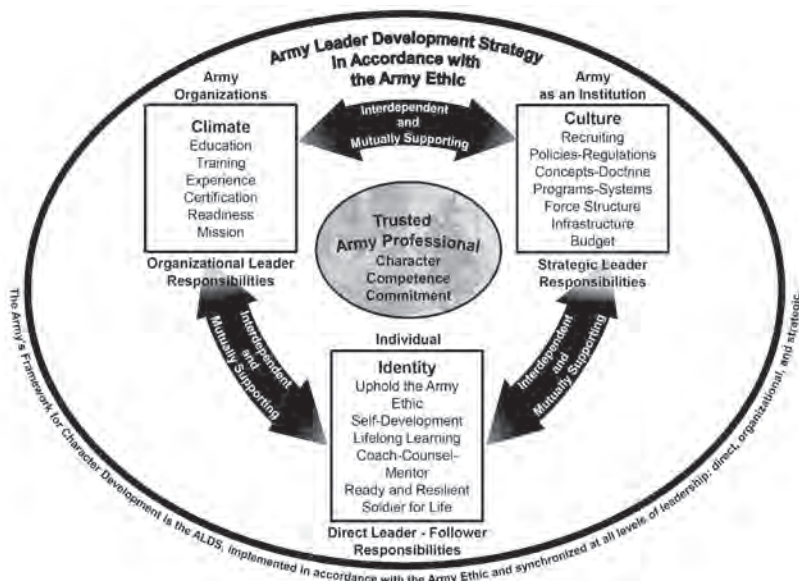 Army Leader Development Strategy
in Accordance with
the Army Ethic
Army
Organizations
Climate
Education
Training
Experience
Certification
Readiness
Mission
Organizational Leader
Responsibilities
Interdependent
and
Mutually Supporting
Army
as an Institution
Culture
Recruiting
Policies-Regulations
Concepts-Doctrine
Programs-Systems
Force Structure
Infrastructure
Budget
Strategic Leader
Responsibilities
Trusted
Army Professional
Character
Competence
Commitment
Interdependent
and
Mutually Supporting
Interdependent
and
Mutually Supporting
Individual
Identity
Uphold the Army
Ethic
Self-Development
Lifelong Learning
Coach-Counsel-
Mentor
Ready and Resilient
Soldier for Life
Direct Leader - Follower
Responsibilities
The Army's Framework for Character Development is the ALDS, implemented in accordance with the Army Ethic and synchronized at all levels of leadership: direct, organizational, and strategic.